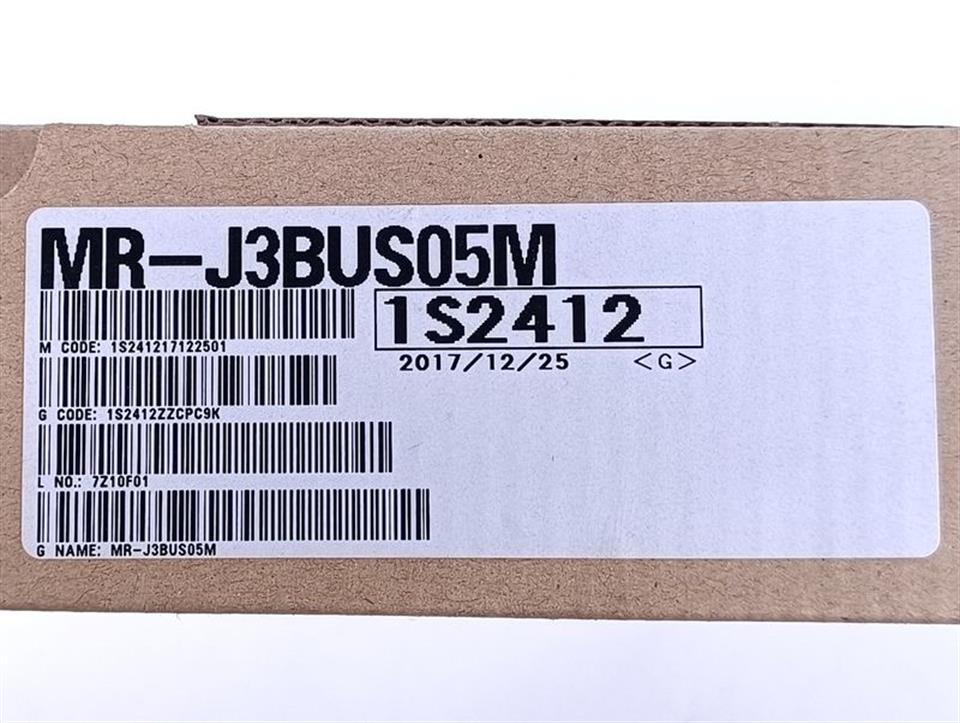 MR-J3BUS05M
1S2412
M CODE: 1S241217122501
2017/12/25 <G>
G CODE: 1S2412ZZCPC9K
L NO.: 7Z10F01
G NAME: MR-J3BUS05M